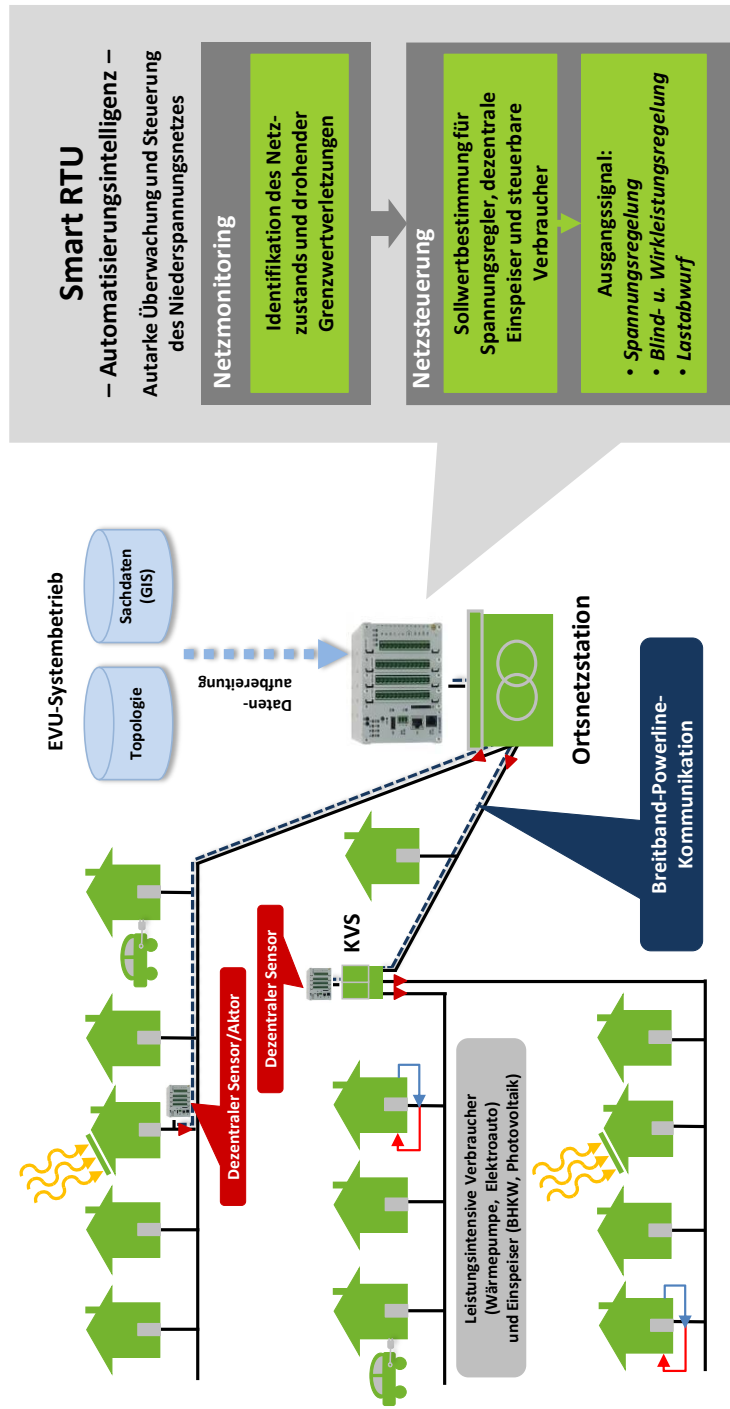 EVU-Systembetrieb
Topologie
Sachdaten
(GIS)
Daten-
aufbereitung
Dezentraler Sensor/Aktor
Dezentraler Sensor
KVS
Ortsnetzstation
Leistungsintensive Verbraucher
(Wärmepumpe, Elektroauto)
und Einspeiser (BHKW, Photovoltaik)
Breitband-Powerline-
Kommunikation
Smart RTU
– Automatisierungsintelligenz –
Autarke Überwachung und Steuerung
des Niederspannungsnetzes
Netzmonitoring
Identifikation des Netz-
zustands und drohender
Grenzwertverletzungen
Netzsteuerung
Sollwertbestimmung für
Spannungsregler, dezentrale
Einspeiser und steuerbare
Verbraucher
Ausgangssignal:
• Spannungsregelung
• Blind- u. Wirkleistungsregelung
• Lastabwurf